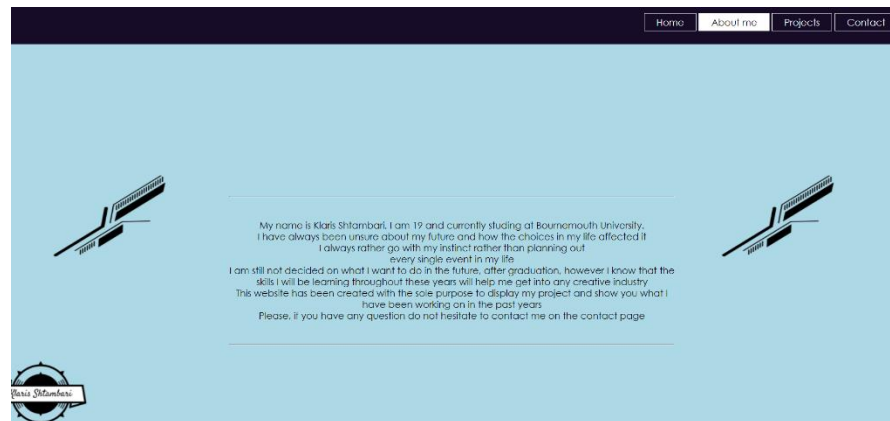 Home
About me
Projects
Contact
My name is Klaris Shtambari, I am 19 and currently studing at Bournemouth University.
I have always been unsure about my future and how the choices in my life affected it
I always rather go with my instinct rather than planning out
every single event in my life
I am still not decided on what I want to do in the future, after graduation, however I know that the
skills I will be learning throughout these years will help me get into any creative industry
This website has been created with the sole purpose to display my project and show you what I
have been working on in the past years
Please, if you have any question do not hesitate to contact me on the contact page
Klaris Shtambari